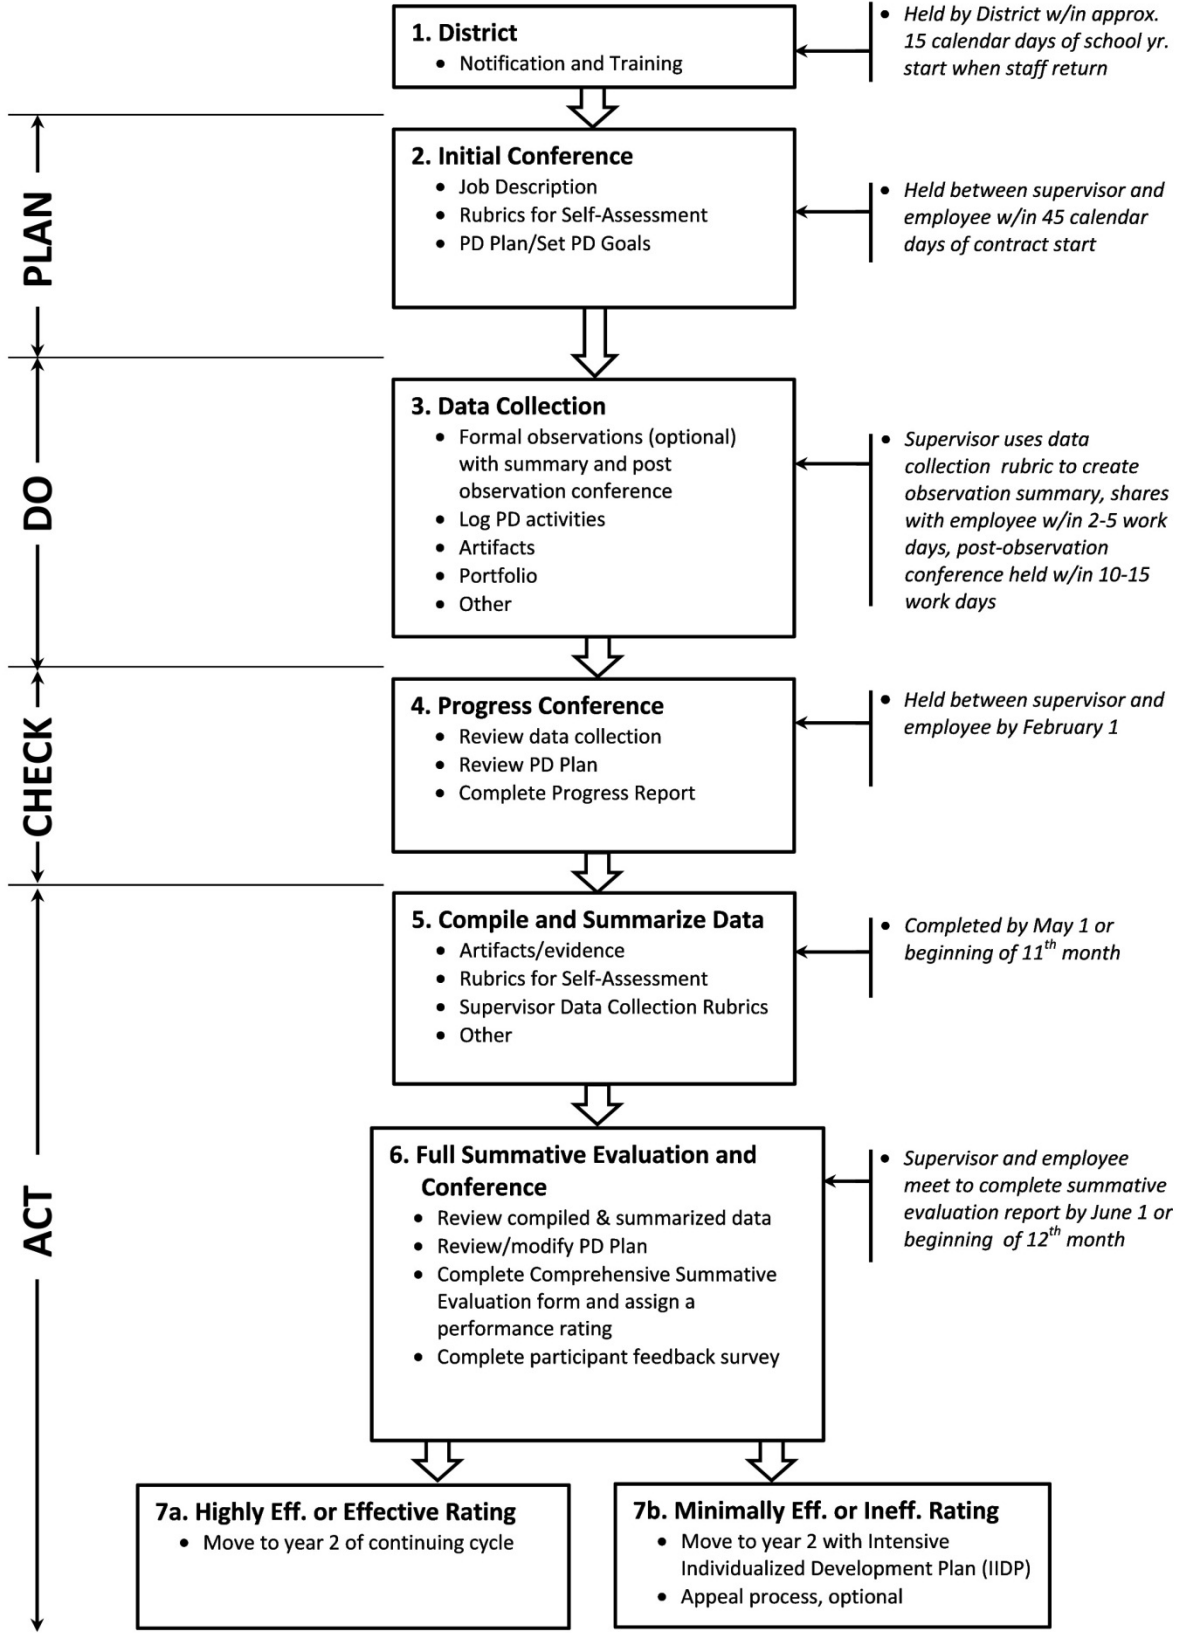 1. District
• Notification and Training
• Held by District w/in approx.
15 calendar days of school yr.
start when staff return
PLAN
2. Initial Conference
• Job Description
• Rubrics for Self-Assessment
• PD Plan/Set PD Goals
• Held between supervisor and
employee w/in 45 calendar
days of contract start
DO
3. Data Collection
• Formal observations (optional)
with summary and post
observation conference
• Log PD activities
• Artifacts
• Portfolio
• Other
• Supervisor uses data
collection rubric to create
observation summary, shares
with employee w/in 2-5 work
days, post-observation
conference held w/in 10-15
work days
CHECK
4. Progress Conference
• Review data collection
• Review PD Plan
• Complete Progress Report
• Held between supervisor and
employee by February 1
ACT
5. Compile and Summarize Data
• Artifacts/evidence
• Rubrics for Self-Assessment
• Supervisor Data Collection Rubrics
• Other
• Completed by May 1 or
beginning of 11th month
6. Full Summative Evaluation and
Conference
• Review compiled & summarized data
• Review/modify PD Plan
• Complete Comprehensive Summative
Evaluation form and assign a
performance rating
• Complete participant feedback survey
• Supervisor and employee
meet to complete summative
evaluation report by June 1 or
beginning of 12th month
7a. Highly Eff. or Effective Rating
• Move to year 2 of continuing cycle
7b. Minimally Eff. or Ineff. Rating
• Move to year 2 with Intensive
Individualized Development Plan (IIDP)
• Appeal process, optional